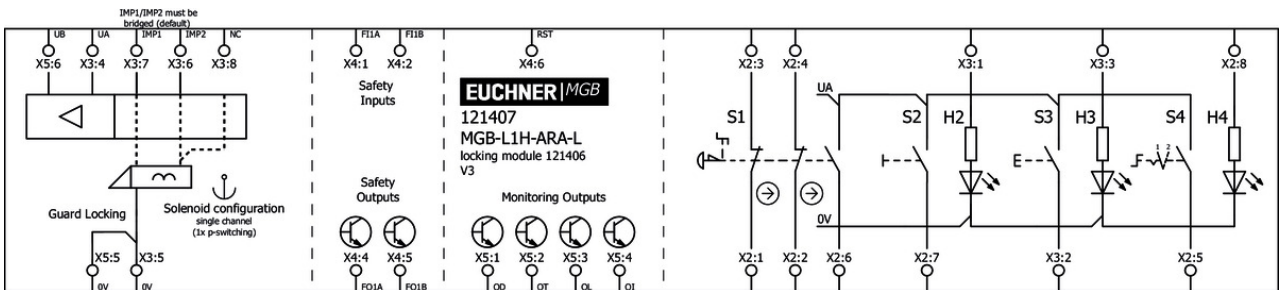 IMP1/IMP2 must be
bridged (default)
UB UA IMP1 IMP2 NC FI1A FI1B RST
X5:6 X3:4 X3:7 X3:6 X3:8 X4:1 X4:2 X4:6 X2:3 X2:4 X3:1 X3:3 X2:8
Safety
Inputs
EUCHNER MGB
121407
MGB-L1H-ARA-L
locking module 121406
V3
UA
S1 S2 H2 S3 H3 S4 H4
1 2
Guard Locking
Solenoid configuration
single channel
(1x p-switching)
Safety
Outputs
Monitoring Outputs
0V
X5:5 X3:5 X4:4 X4:5 X5:1 X5:2 X5:3 X5:4 X2:1 X2:2 X2:6 X2:7 X3:2 X2:5
0V 0V FO1A FO1B OD OT OL OI